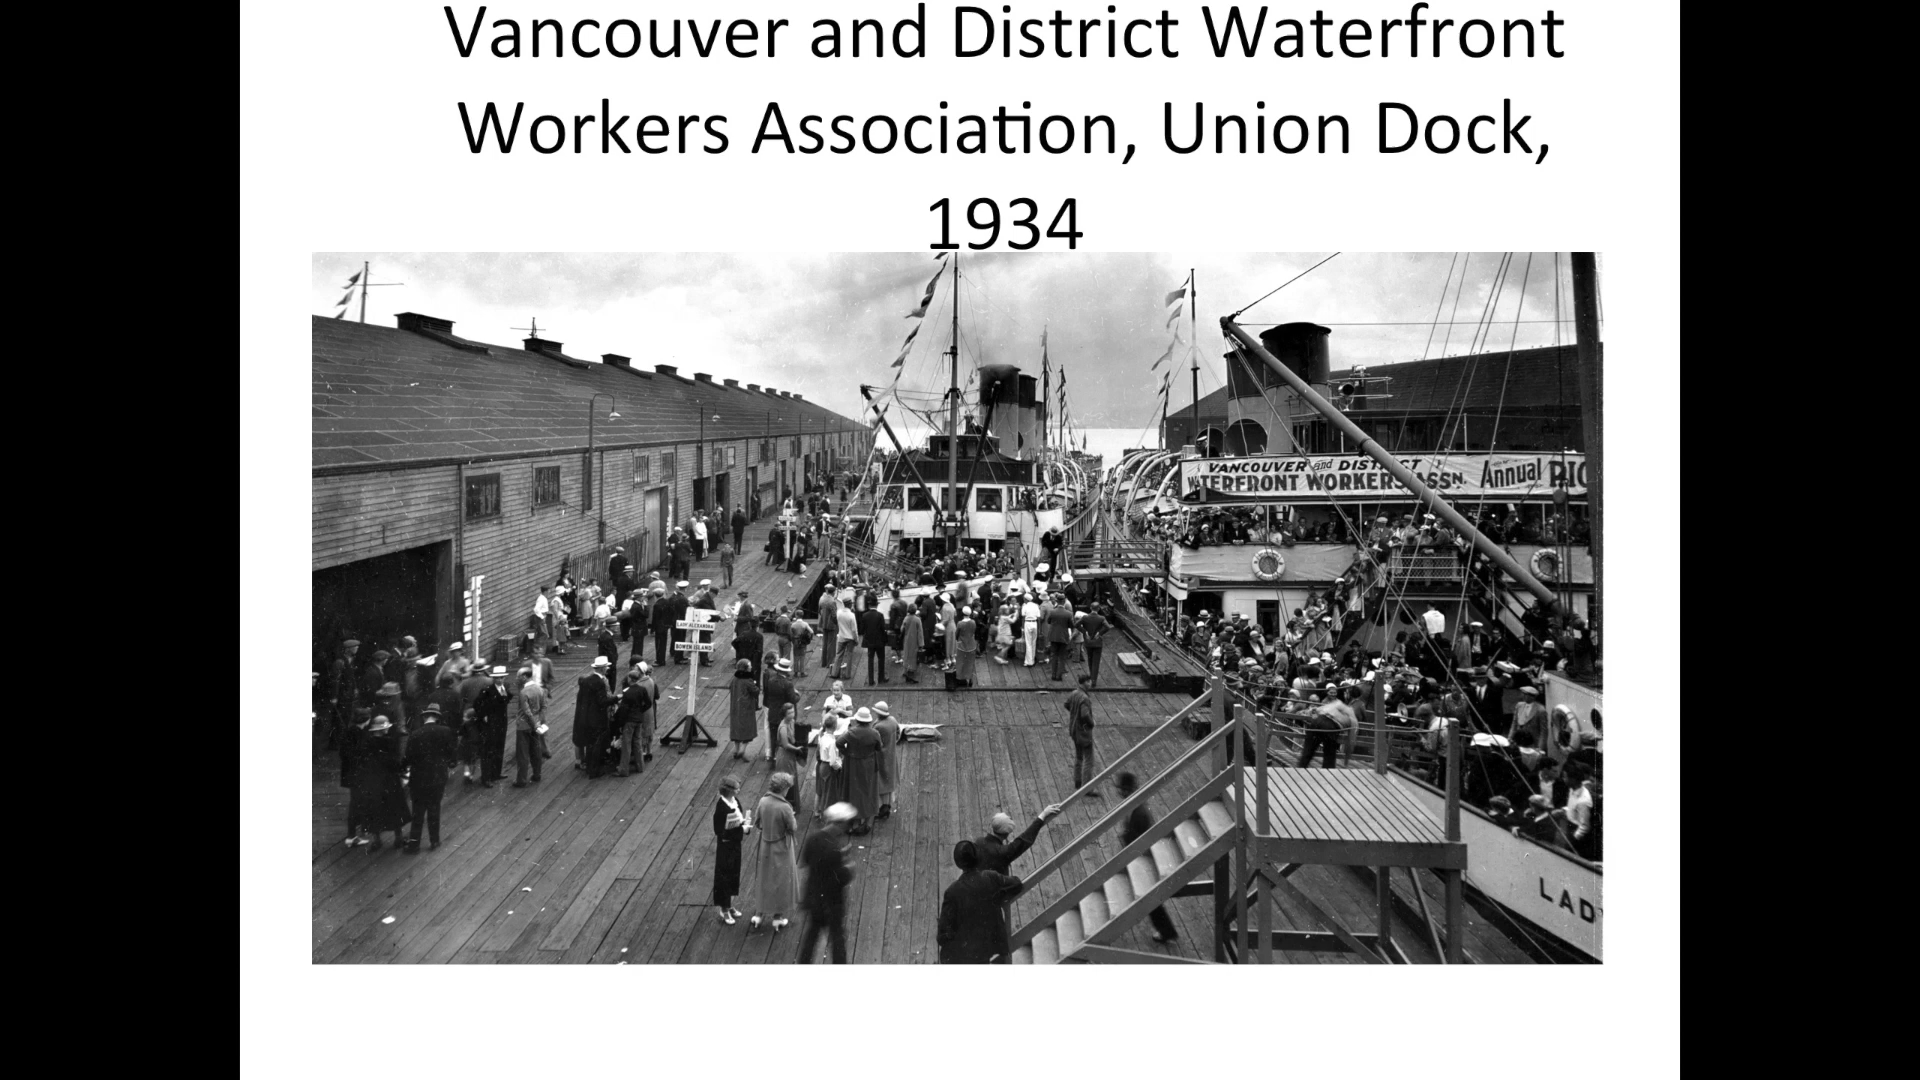 Vancouver and District Waterfront
Workers Association, Union Dock,
1934
VANCOUVER and DISTRICT
WATERFRONT WORKERS ASSN. Annual PIC
LADY ALEXANDRA
BOWEN ISLAND
LAD